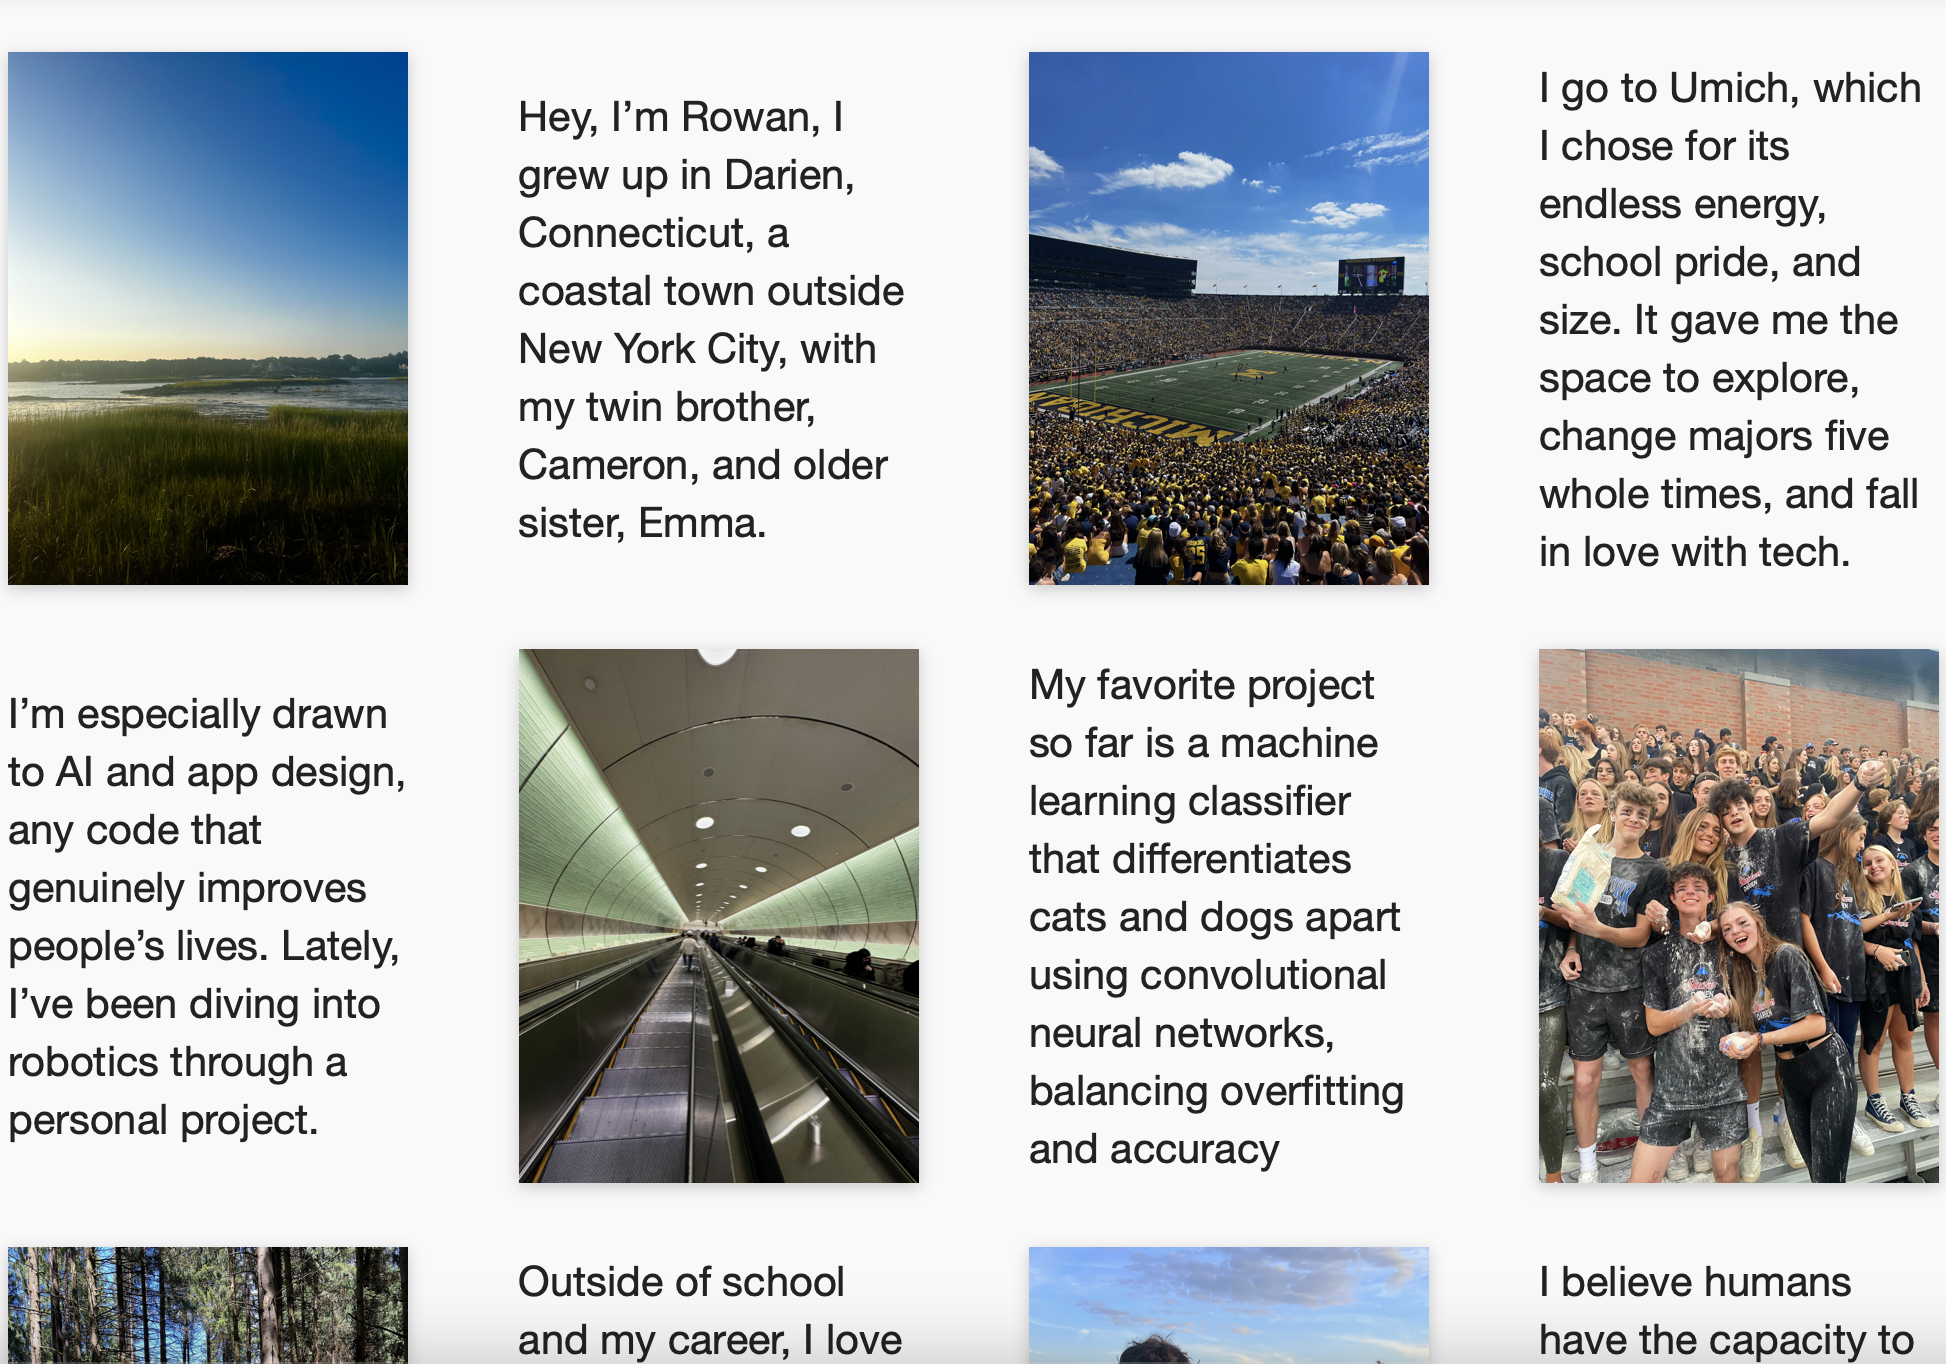 Hey, I’m Rowan, I
grew up in Darien,
Connecticut, a
coastal town outside
New York City, with
my twin brother,
Cameron, and older
sister, Emma.
MICHIGAN
I go to Umich, which
I chose for its
endless energy,
school pride, and
size. It gave me the
space to explore,
change majors five
whole times, and fall
in love with tech.
I’m especially drawn
to AI and app design,
any code that
genuinely improves
people’s lives. Lately,
I’ve been diving into
robotics through a
personal project.
My favorite project
so far is a machine
learning classifier
that differentiates
cats and dogs apart
using convolutional
neural networks,
balancing overfitting
and accuracy
DARIEN
Outside of school
and my career, I love
I believe humans
have the capacity to